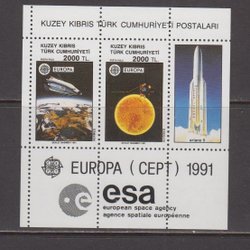 KUZEY KIBRIS TÜRK CUMHURİYETİ POSTALARI
KUZEY KIBRIS
TÜRK CUMHURİYETİ
2000 TL.
EUROPA
KUZEY KIBRIS
TÜRK CUMHURİYETİ
2000 TL.
EUROPA
EUROPA (CEPT) 1991
esa
european space agency
agence spatiale européenne